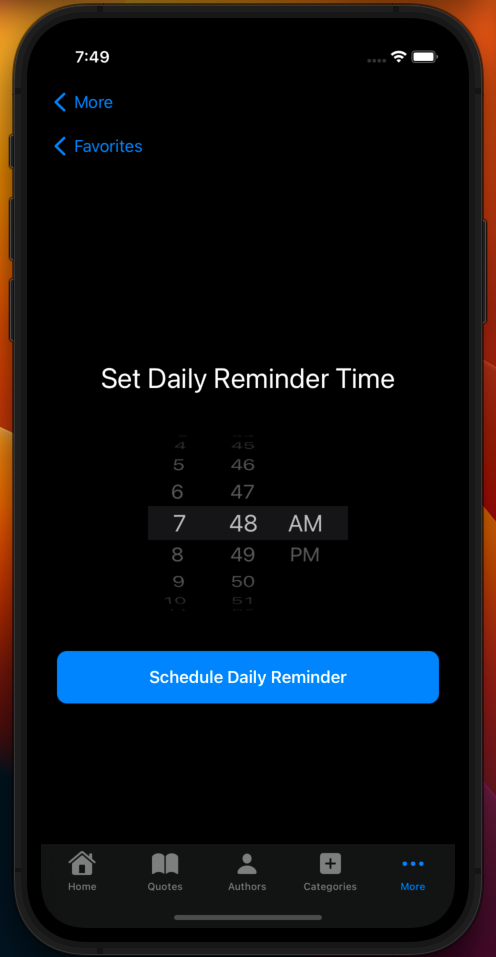 7:49
More
Favorites
Set Daily Reminder Time
4 45
5 46
6 47
7 48 AM
8 49 PM
9 50
10 51
Schedule Daily Reminder
Home Quotes Authors Categories More